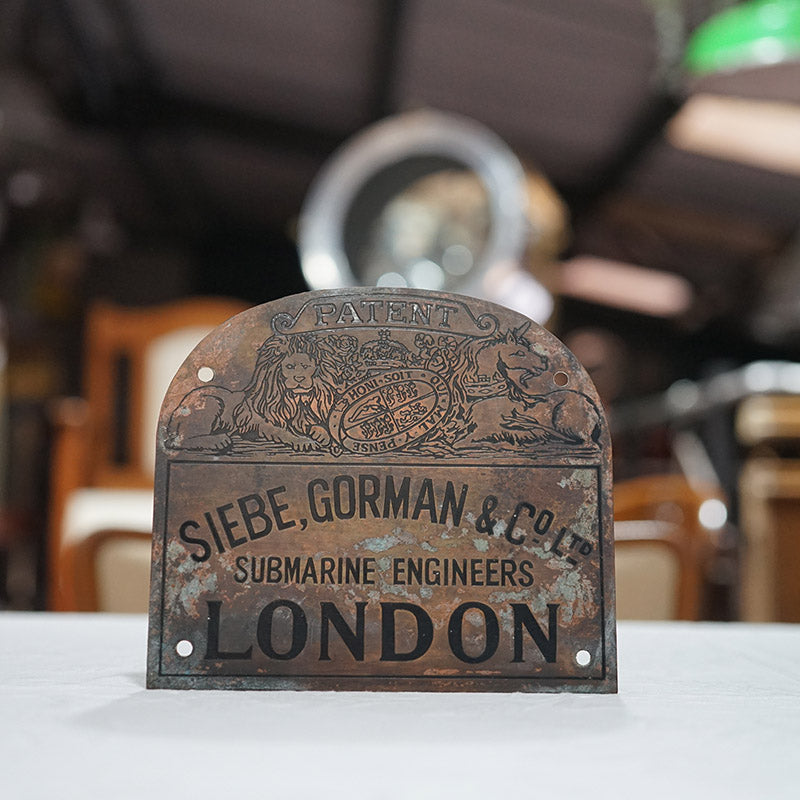 PATENT
HONI·SOIT·QUI·MAL·Y·PENSE
SIEBE, GORMAN & Co. LTD
SUBMARINE ENGINEERS
LONDON